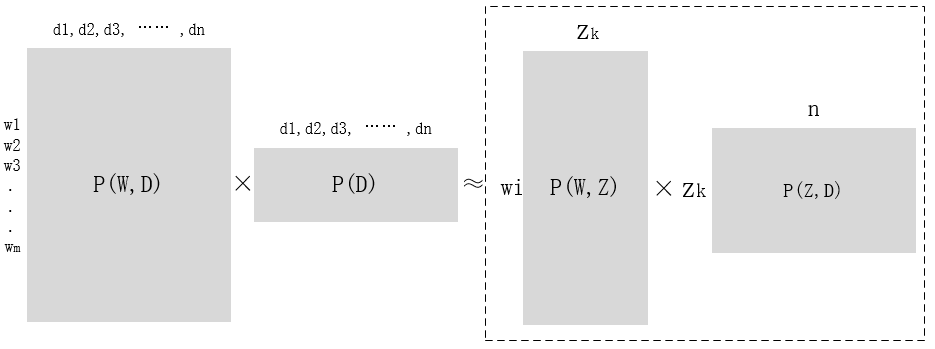 d1,d2,d3, …… ,dn
w1
w2
w3
.
.
.
wm
P(W,D)
×
d1,d2,d3, …… ,dn
P(D)
≈
Zk
wi
P(W,Z)
×
Zk
n
P(Z,D)